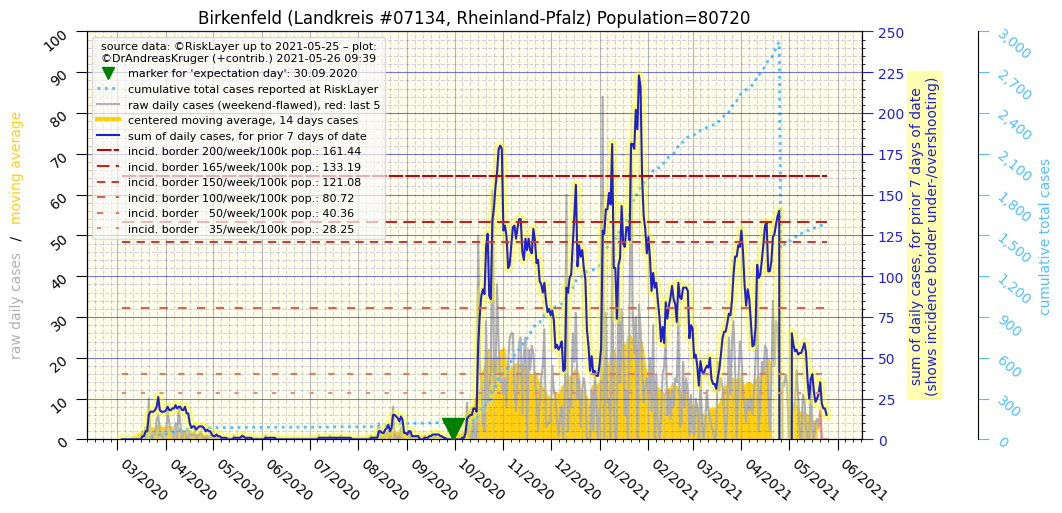 Birkenfeld (Landkreis #07134, Rheinland-Pfalz) Population=80720
source data: ©RiskLayer up to 2021-05-25 – plot:
©DrAndreasKruger (+contrib.) 2021-05-26 09:39
marker for 'expectation day': 30.09.2020
cumulative total cases reported at RiskLayer
raw daily cases (weekend-flawed), red: last 5
centered moving average, 14 days cases
sum of daily cases, for prior 7 days of date
incid. border 200/week/100k pop.: 161.44
incid. border 165/week/100k pop.: 133.19
incid. border 150/week/100k pop.: 121.08
incid. border 100/week/100k pop.: 80.72
incid. border   50/week/100k pop.: 40.36
incid. border   35/week/100k pop.: 28.25
raw daily cases   /   moving average
100
90
80
70
60
50
40
30
20
10
0
03/2020
04/2020
05/2020
06/2020
07/2020
08/2020
09/2020
10/2020
11/2020
12/2020
01/2021
02/2021
03/2021
04/2021
05/2021
06/2021
250
225
200
175
150
125
100
75
50
25
0
sum of daily cases, for prior 7 days of date
(shows incidence border under-/overshooting)
3,000
2,700
2,400
2,100
1,800
1,500
1,200
900
600
300
0
cumulative total cases